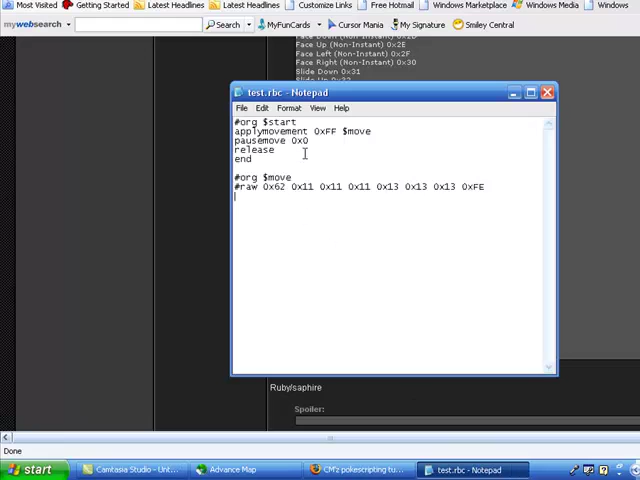 Most Visited Getting Started Latest Headlines Latest Headlines Customize Links Free Hotmail Windows Marketplace Windows Media Windows
mywebsearch Search MyFunCards Cursor Mania My Signature Smiley Central
Face Up (Non-Instant) 0x2E
Face Left (Non-Instant) 0x2F
Face Right (Non-Instant) 0x30
Slide Down 0x31
test.rbc - Notepad
File Edit Format View Help
#org $start
applymovement 0xFF $move
pausemove 0x0
release
end
#org $move
#raw 0x62 0x11 0x11 0x11 0x13 0x13 0x13 0xFE
Ruby/saphire
Spoiler:
Done
start Camtasia Studio - Unt... Advance Map CM'z pokescripting tu... test.rbc - Notepad